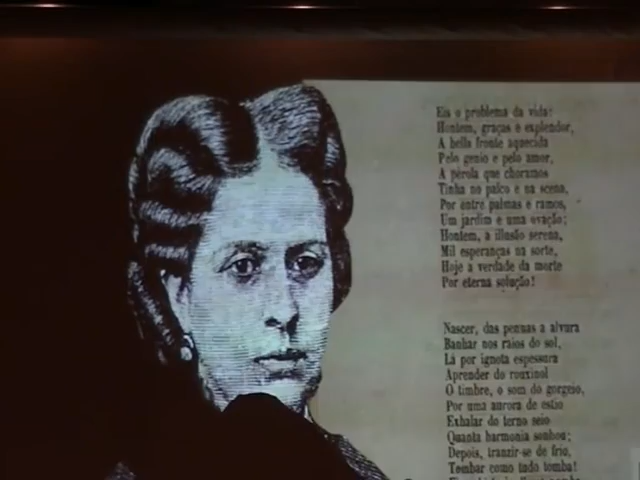 Eis o problema da vida!
Hontem, graças e esplendor,
A bella fronte aquecida
Pelo genio e pelo amor,
A perola que choramos
Tinha no palco e na scena,
Por entre palmas e ramos,
Um jardim e uma ovação;
Hontem, a illusão serena,
Mil esperanças na sorte,
Hoje a verdade da morte
Por eterna solução!
Nascer, das pennas a alvura
Banhar nos raios do sol,
Lá por ignota espessura
Aprender do rouxinol
O timbre, o som do gorgeio,
Por uma aurora de estio
Exhalar do terno seio
Quanta harmonia sonhou;
Depois, tranzir-se de frio,
Tombar como tudo tomba!